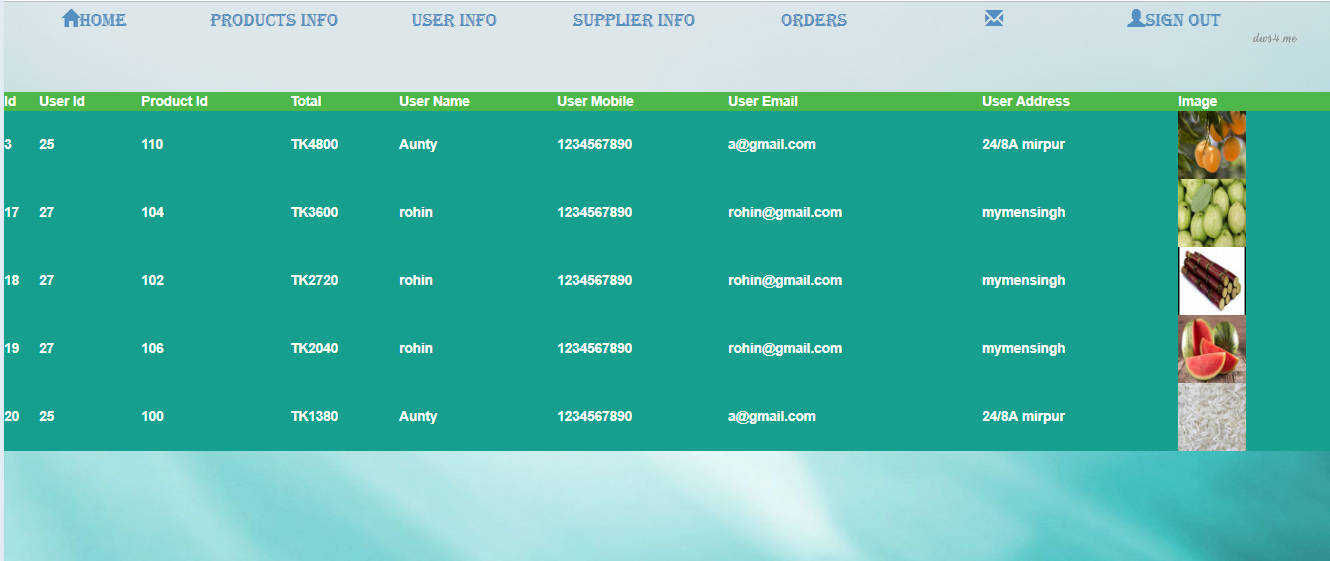 HOME PRODUCTS INFO USER INFO SUPPLIER INFO ORDERS SIGN OUT
dws4.me
Id User Id Product Id Total User Name User Mobile User Email User Address Image
3 25 110 TK4800 Aunty 1234567890 a@gmail.com 24/8A mirpur
17 27 104 TK3600 rohin 1234567890 rohin@gmail.com mymensingh
18 27 102 TK2720 rohin 1234567890 rohin@gmail.com mymensingh
19 27 106 TK2040 rohin 1234567890 rohin@gmail.com mymensingh
20 25 100 TK1380 Aunty 1234567890 a@gmail.com 24/8A mirpur